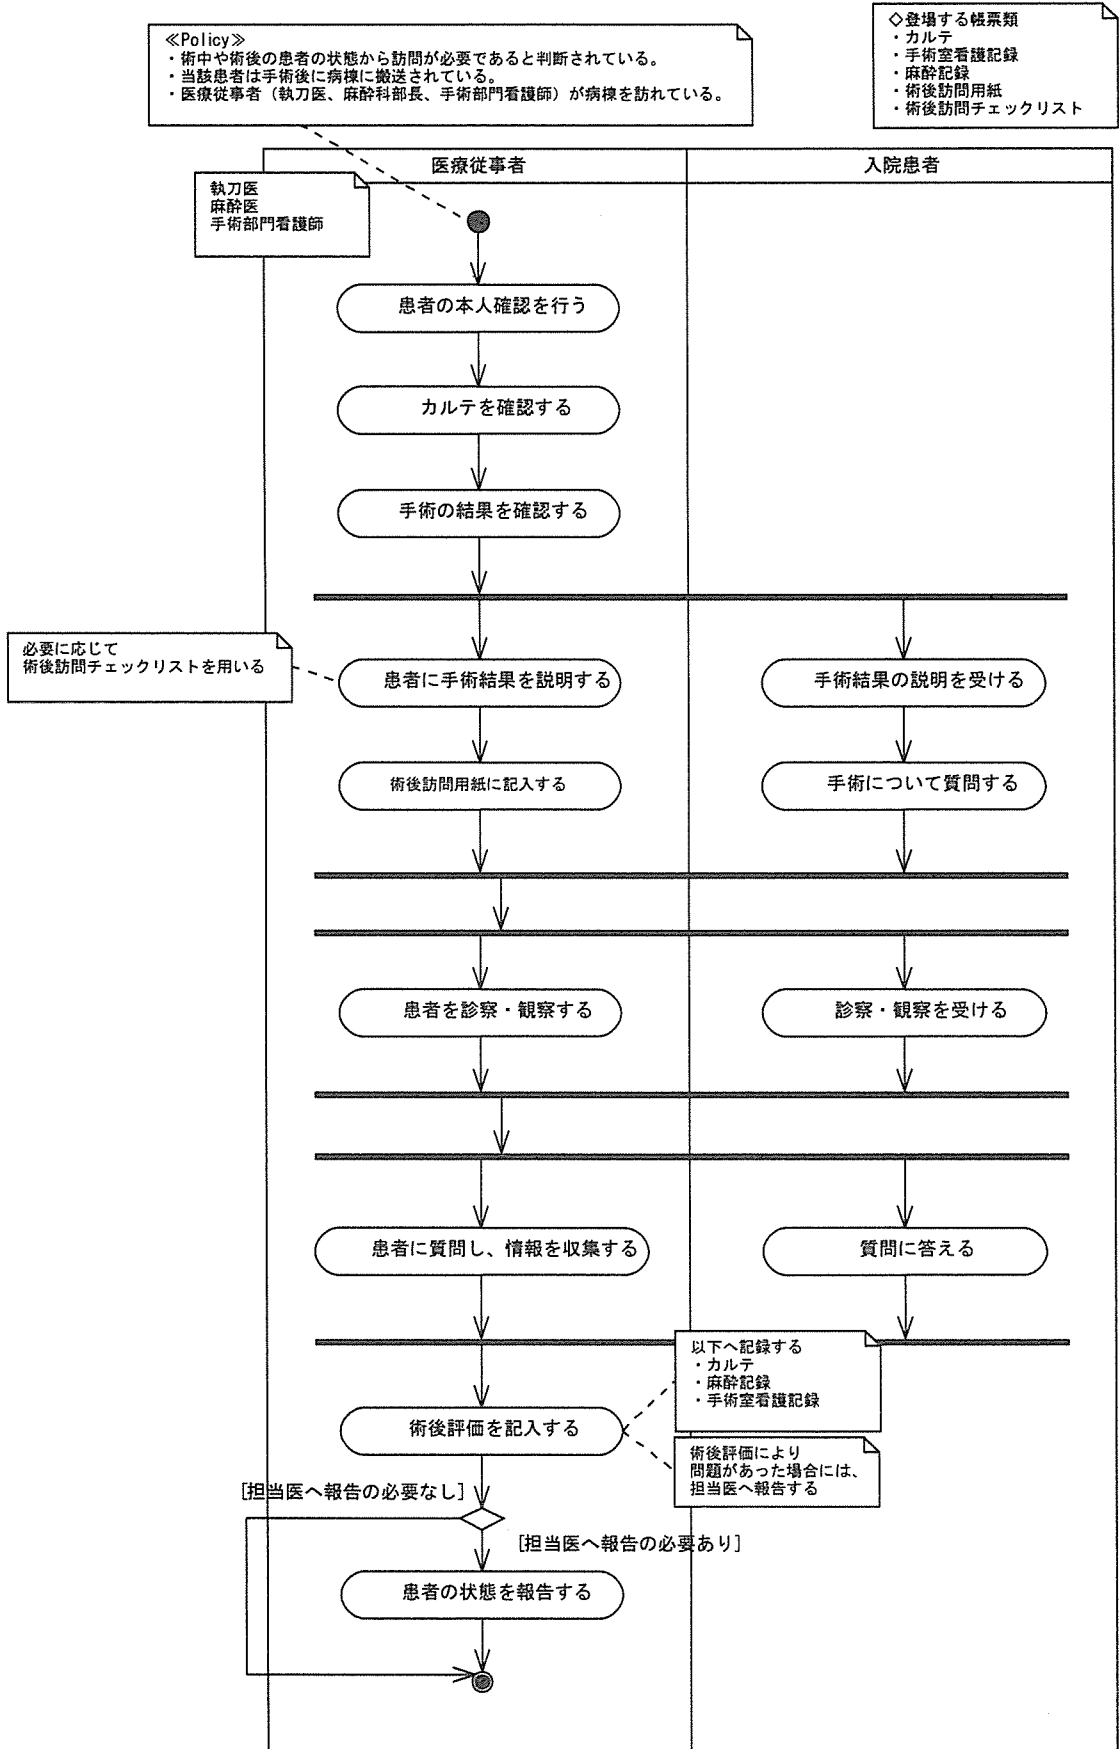 ≪Policy≫
・術中や術後の患者の状態から訪問が必要であると判断されている。
・当該患者は手術後に病棟に搬送されている。
・医療従事者（執刀医、麻酔科部長、手術部門看護師）が病棟を訪れている。
◇登場する帳票類
・カルテ
・手術室看護記録
・麻酔記録
・術後訪問用紙
・術後訪問チェックリスト
医療従事者
入院患者
執刀医
麻酔医
手術部門看護師
患者の本人確認を行う
カルテを確認する
手術の結果を確認する
必要に応じて
術後訪問チェックリストを用いる
患者に手術結果を説明する
手術結果の説明を受ける
術後訪問用紙に記入する
手術について質問する
患者を診察・観察する
診察・観察を受ける
患者に質問し、情報を収集する
質問に答える
以下へ記録する
・カルテ
・麻酔記録
・手術室看護記録
術後評価を記入する
術後評価により
問題があった場合には、
担当医へ報告する
[担当医へ報告の必要なし]
[担当医へ報告の必要あり]
患者の状態を報告する